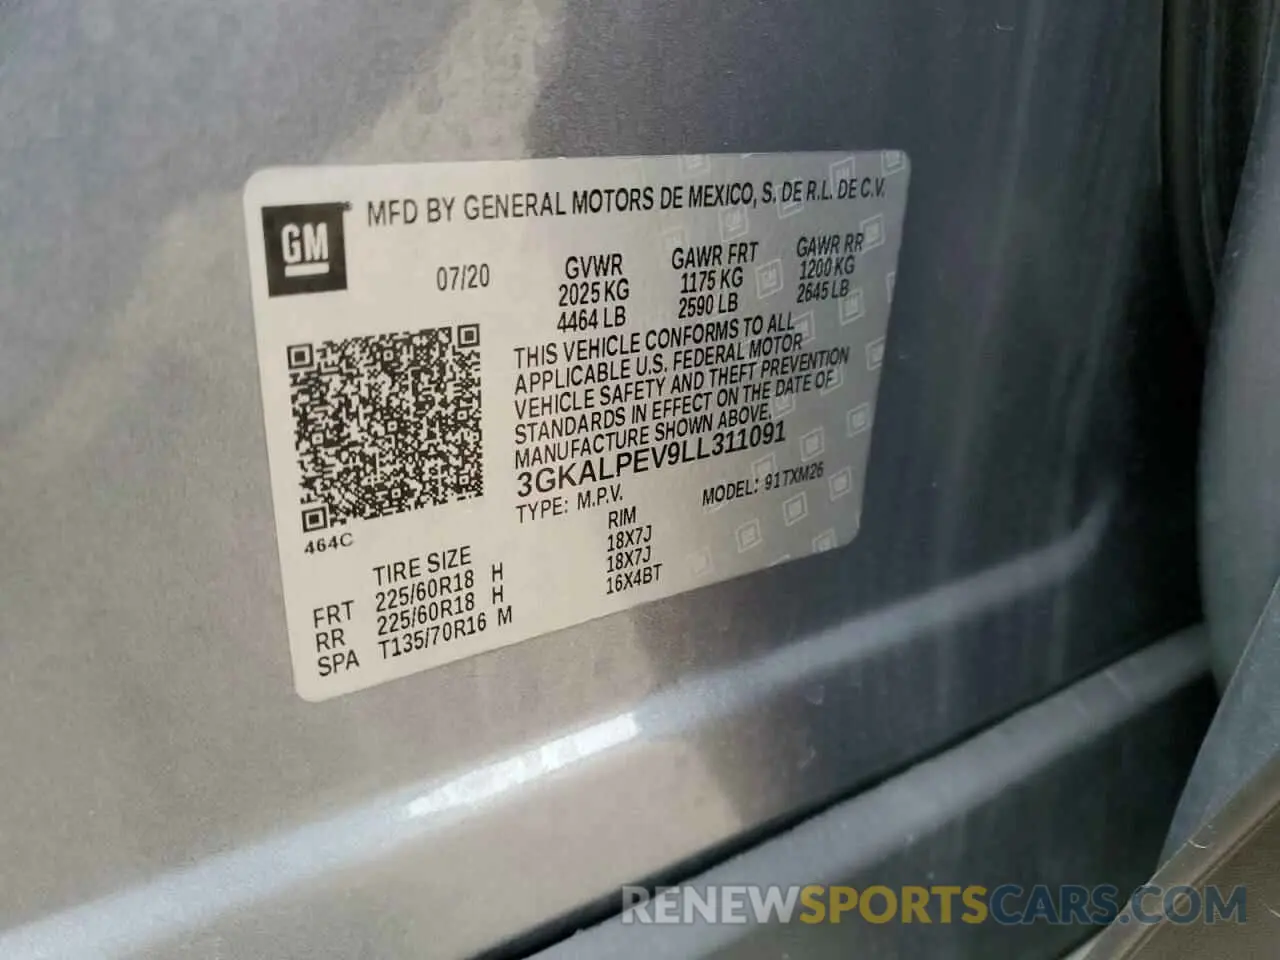 GM
MFD BY GENERAL MOTORS DE MEXICO, S. DE R.L. DE C.V.
07/20
GVWR
2025 KG
4464 LB
GAWR FRT
1175 KG
2590 LB
GAWR RR
1200 KG
2645 LB
THIS VEHICLE CONFORMS TO ALL
APPLICABLE U.S. FEDERAL MOTOR
VEHICLE SAFETY AND THEFT PREVENTION
STANDARDS IN EFFECT ON THE DATE OF
MANUFACTURE SHOWN ABOVE.
3GKALPEV9LL311091
TYPE: M.P.V. MODEL: 91TXM26
464C
TIRE SIZE RIM
FRT 225/60R18 H 18X7J
RR 225/60R18 H 18X7J
SPA T135/70R16 M 16X4BT
RENEWSPORTSCARS.COM